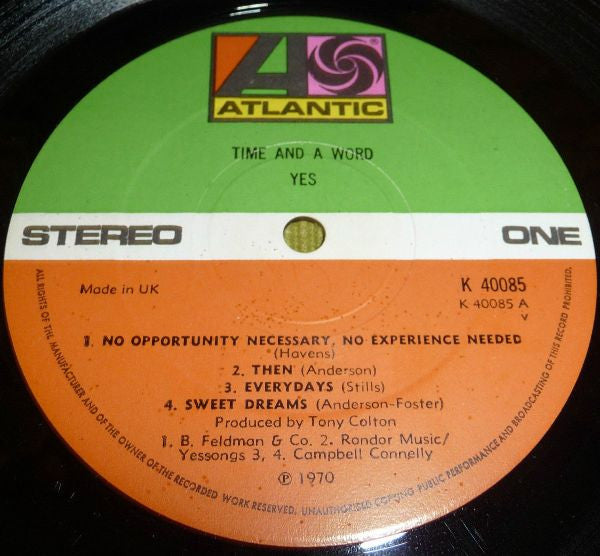 ATLANTIC
TIME AND A WORD
YES
STEREO
ONE
Made in UK
K 40085
K 40085 A
v
1. NO OPPORTUNITY NECESSARY, NO EXPERIENCE NEEDED
(Havens)
2. THEN (Anderson)
3. EVERYDAYS (Stills)
4. SWEET DREAMS (Anderson-Foster)
Produced by Tony Colton
1. B. Feldman & Co. 2. Rondor Music/
Yessongs 3, 4. Campbell Connelly
℗ 1970
ALL RIGHTS OF THE MANUFACTURER AND OF THE OWNER OF THE RECORDED WORK RESERVED. UNAUTHORISED COPYING PUBLIC PERFORMANCE AND BROADCASTING OF THIS RECORD PROHIBITED.